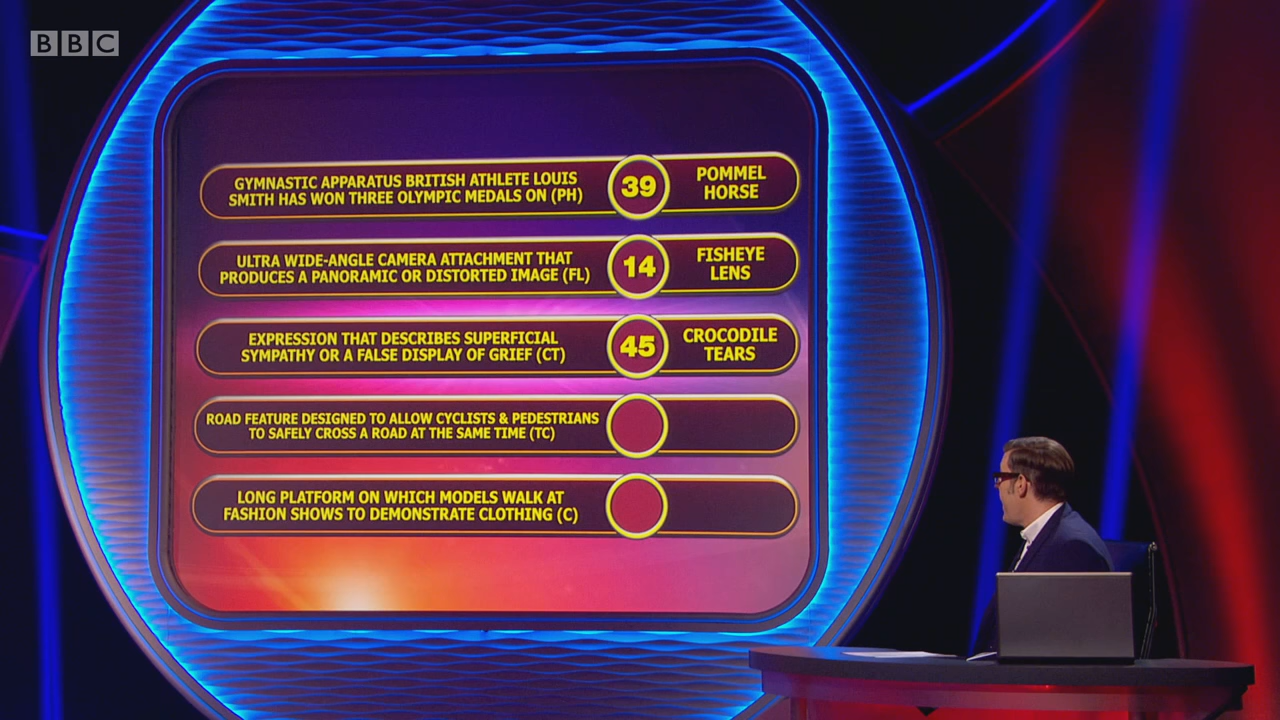 BBC
GYMNASTIC APPARATUS BRITISH ATHLETE LOUIS
SMITH HAS WON THREE OLYMPIC MEDALS ON (PH)
39
POMMEL
HORSE
ULTRA WIDE-ANGLE CAMERA ATTACHMENT THAT
PRODUCES A PANORAMIC OR DISTORTED IMAGE (FL)
14
FISHEYE
LENS
EXPRESSION THAT DESCRIBES SUPERFICIAL
SYMPATHY OR A FALSE DISPLAY OF GRIEF (CT)
45
CROCODILE
TEARS
ROAD FEATURE DESIGNED TO ALLOW CYCLISTS & PEDESTRIANS
TO SAFELY CROSS A ROAD AT THE SAME TIME (TC)
LONG PLATFORM ON WHICH MODELS WALK AT
FASHION SHOWS TO DEMONSTRATE CLOTHING (C)